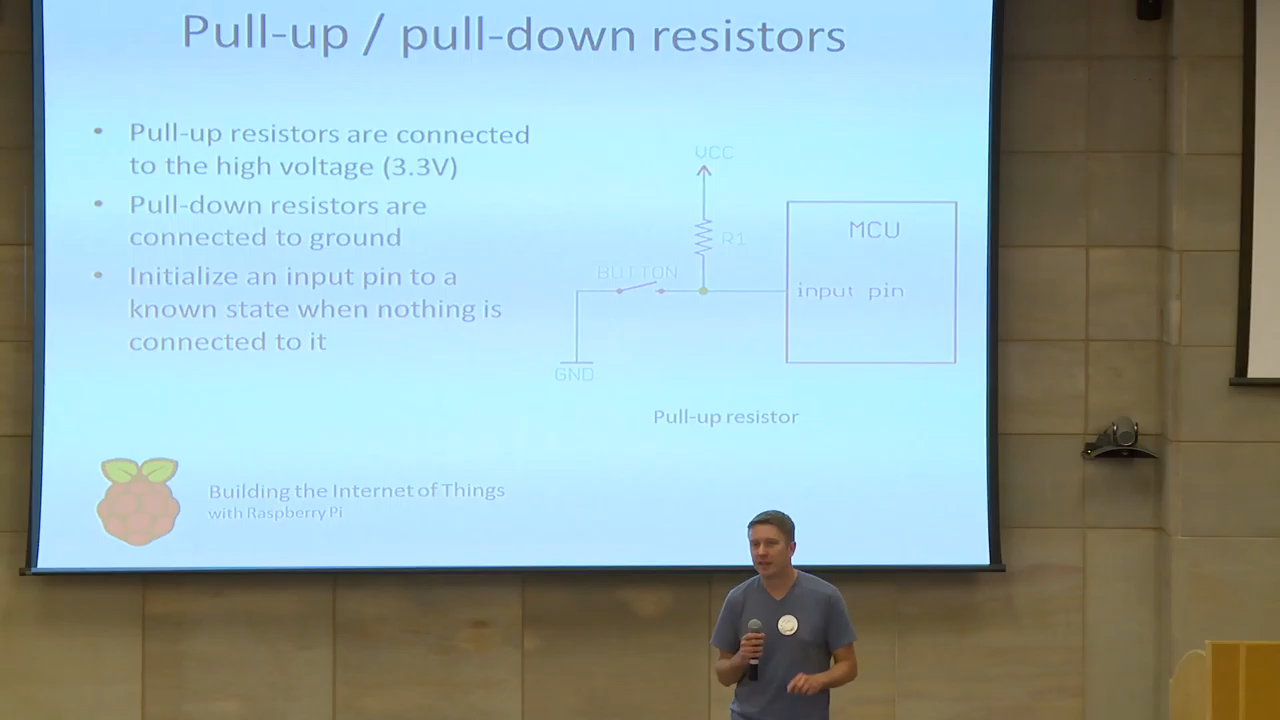 Pull-up / pull-down resistors
• Pull-up resistors are connected
to the high voltage (3.3V)
• Pull-down resistors are
connected to ground
• Initialize an input pin to a
known state when nothing is
connected to it
VCC
R1
MCU
BUTTON
input pin
GND
Pull-up resistor
Building the Internet of Things
with Raspberry Pi